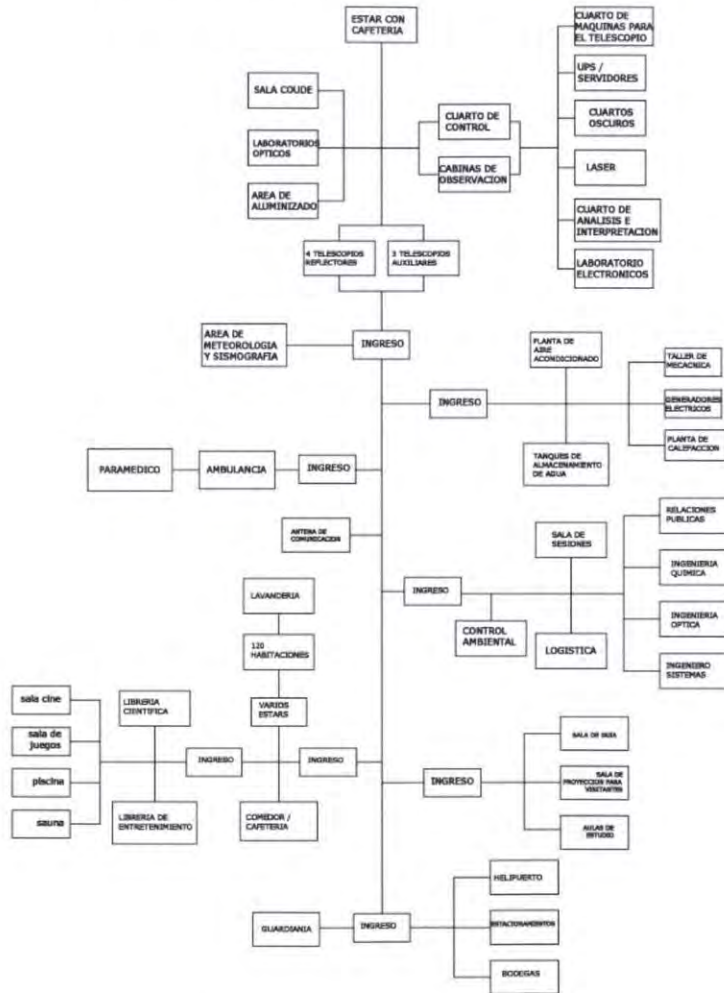 ESTAR CON
CAFETERIA
CUARTO DE
MAQUINAS PARA
EL TELESCOPIO
UPS /
SERVIDORES
SALA COUDE
CUARTO DE
CONTROL
CUARTOS
OSCUROS
LABORATORIOS
OPTICOS
CABINAS DE
OBSERVACION
LASER
AREA DE
ALUMINIZADO
CUARTO DE
ANALISIS E
INTERPRETACION
4 TELESCOPIOS
REFLECTORES
3 TELESCOPIOS
AUXILIARES
LABORATORIO
ELECTRONICOS
AREA DE
METEOROLOGIA
Y SISMOGRAFIA
INGRESO
PLANTA DE
AIRE
ACONDICIONADO
TALLER DE
MECACNICA
INGRESO
GENERADORES
ELECTRICOS
PLANTA DE
CALEFACCION
TANQUES DE
ALMACENAMIENTO
DE AGUA
PARAMEDICO
AMBULANCIA
INGRESO
RELACIONES
PUBLICAS
ANTENA DE
COMUNICACION
SALA DE
SESIONES
INGENIERIA
QUIMICA
LAVANDERIA
INGRESO
INGENIERIA
OPTICA
120
HABITACIONES
CONTROL
AMBIENTAL
LOGISTICA
INGENIERO
SISTEMAS
sala cine
LIBRERIA
CIENTIFICA
VARIOS
ESTARS
sala de
juegos
INGRESO
INGRESO
SALA DE GUIA
piscina
INGRESO
SALA DE
PROYECCION PARA
VISITANTES
sauna
LIBRERIA DE
ENTRETENIMIENTO
COMEDOR /
CAFETERIA
AULAS DE
ESTUDIO
HELIPUERTO
GUARDIANIA
INGRESO
ESTACIONAMIENTOS
BODEGAS